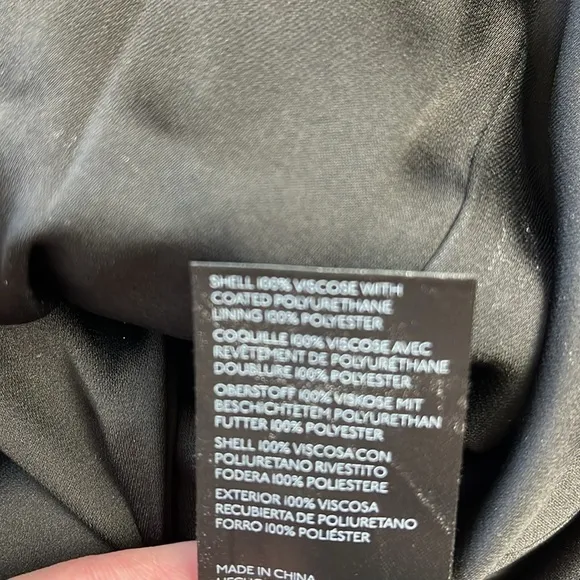 SHELL 100% VISCOSE WITH
COATED POLYURETHANE
LINING 100% POLYESTER
COQUILLE 100% VISCOSE AVEC
REVÊTEMENT DE POLYURÉTHANE
DOUBLURE 100% POLYESTER
OBERSTOFF 100% VISKOSE MIT
BESCHICHTETEM POLYURETHAN
FUTTER 100% POLYESTER
SHELL 100% VISCOSA CON
POLIURETANO RIVESTITO
FODERA 100% POLIESTERE
EXTERIOR 100% VISCOSA
RECUBIERTA DE POLIURETANO
FORRO 100% POLIÉSTER
MADE IN CHINA